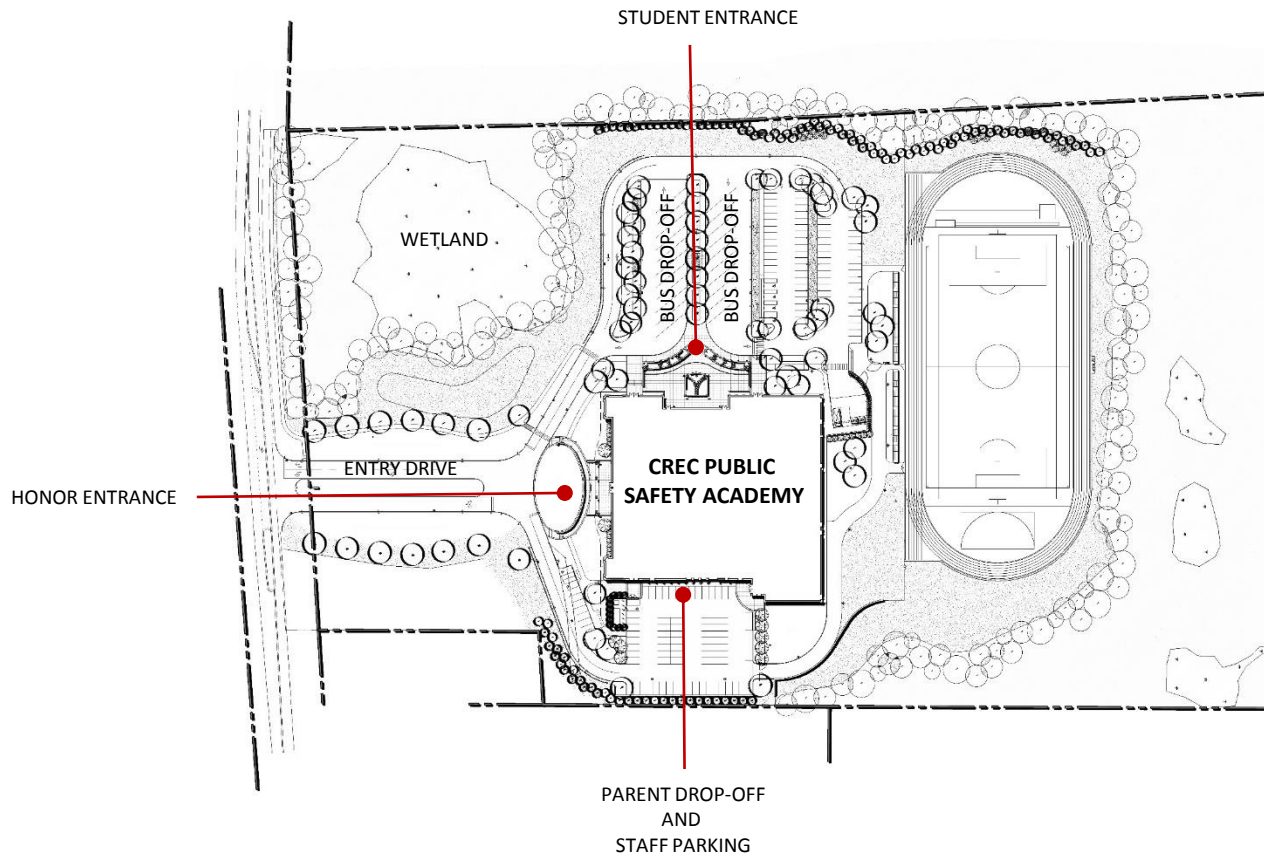 STUDENT ENTRANCE
WETLAND
BUS DROP-OFF
BUS DROP-OFF
ENTRY DRIVE
HONOR ENTRANCE
CREC PUBLIC
SAFETY ACADEMY
PARENT DROP-OFF
AND
STAFF PARKING